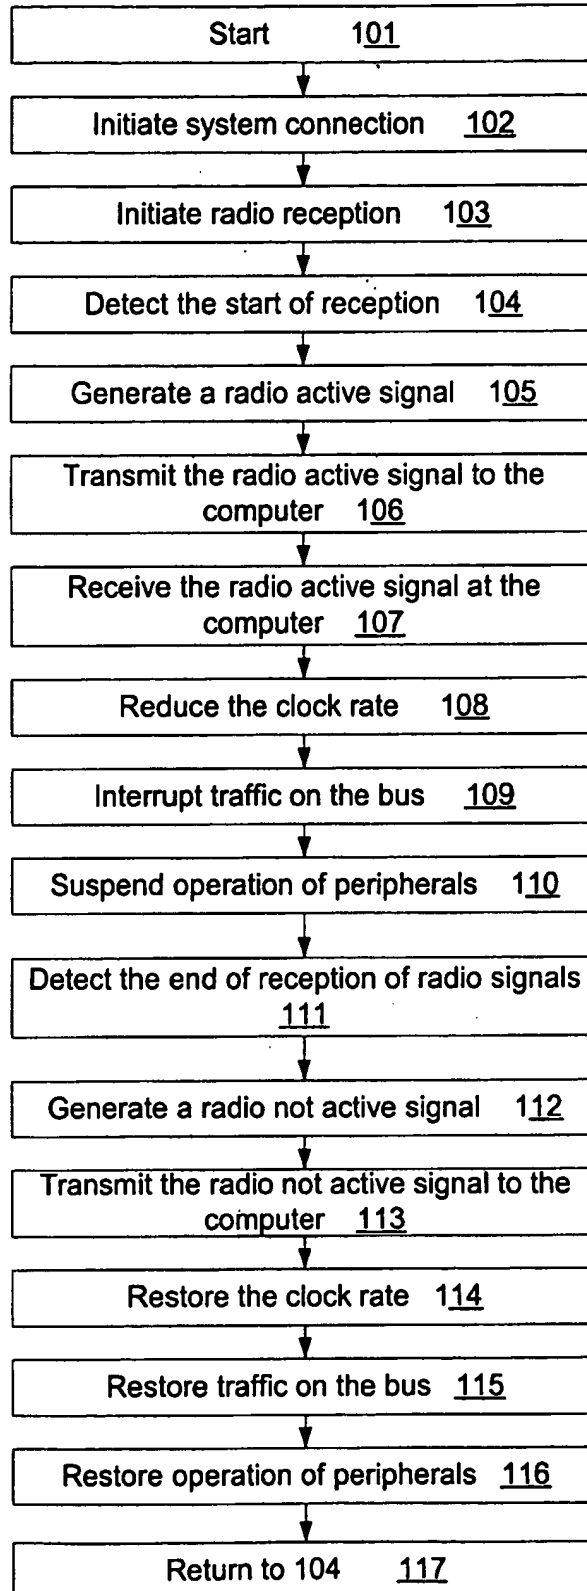 Start 101
Initiate system connection 102
Initiate radio reception 103
Detect the start of reception 104
Generate a radio active signal 105
Transmit the radio active signal to the
computer 106
Receive the radio active signal at the
computer 107
Reduce the clock rate 108
Interrupt traffic on the bus 109
Suspend operation of peripherals 110
Detect the end of reception of radio signals
111
Generate a radio not active signal 112
Transmit the radio not active signal to the
computer 113
Restore the clock rate 114
Restore traffic on the bus 115
Restore operation of peripherals 116
Return to 104 117